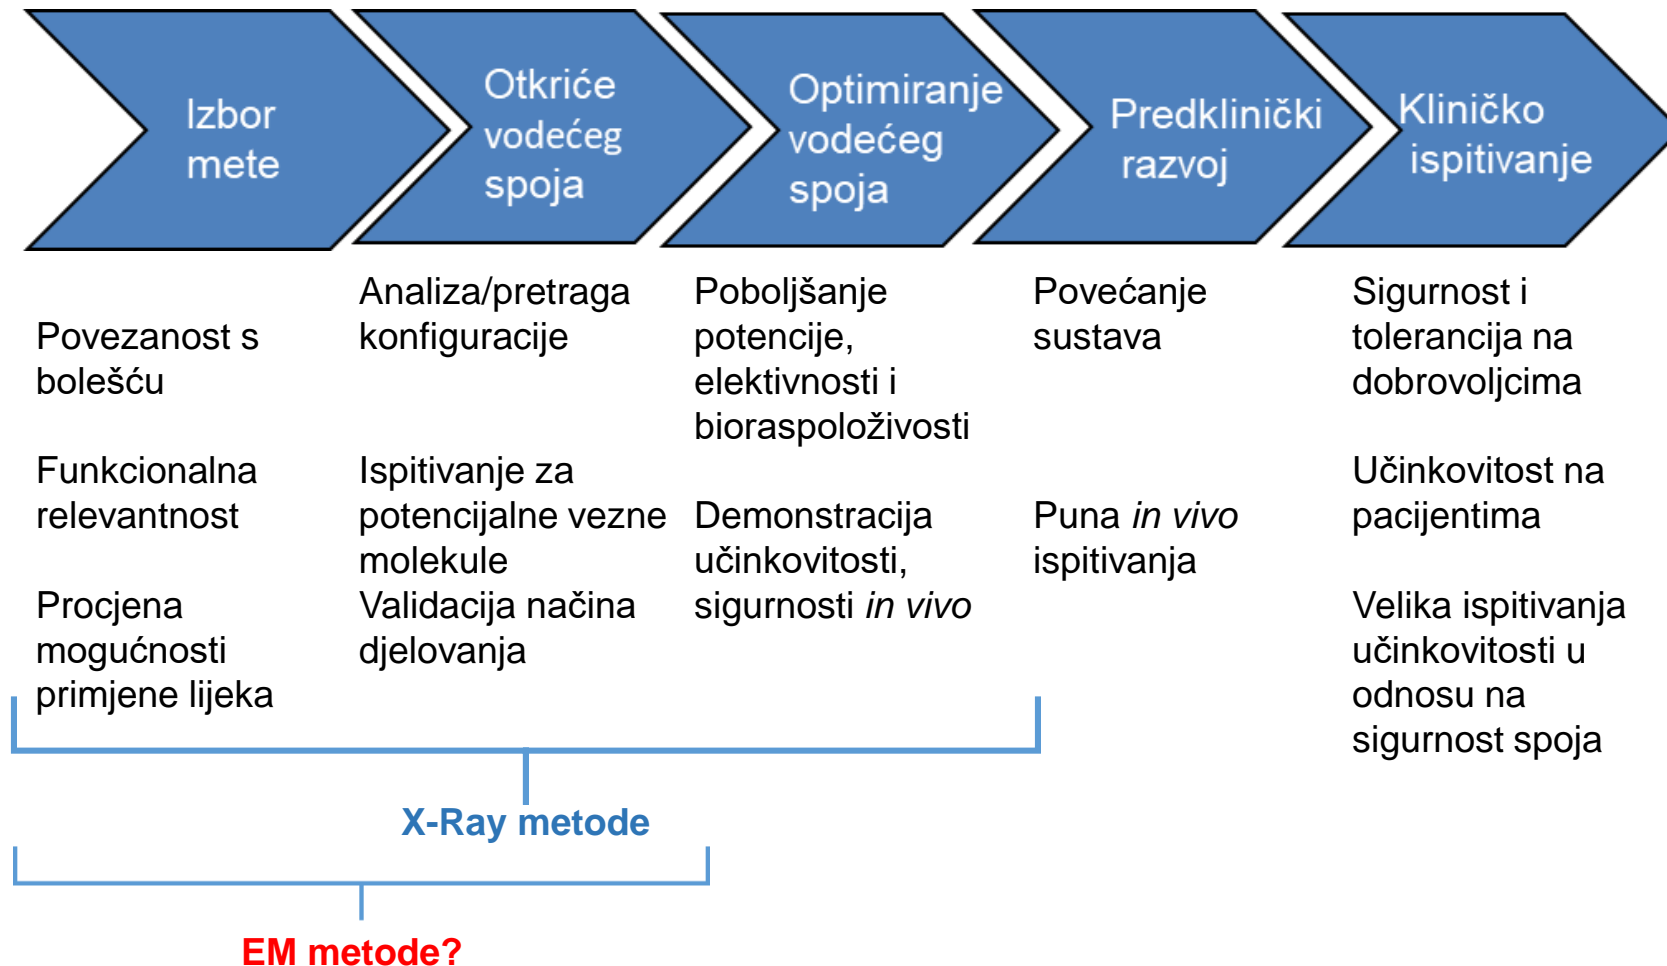 Izbor
mete
Otkriće
vodećeg
spoja
Optimiranje
vodećeg
spoja
Predklinički
razvoj
Kliničko
ispitivanje
Povezanost s
bolešću
Funkcionalna
relevantnost
Procjena
mogućnosti
primjene lijeka
Analiza/pretraga
konfiguracije
Ispitivanje za
potencijalne vezne
molekule
Validacija načina
djelovanja
Poboljšanje
potencije,
elektivnosti i
bioraspoloživosti
Demonstracija
učinkovitosti,
sigurnosti in vivo
Povećanje
sustava
Puna in vivo
ispitivanja
Sigurnost i
tolerancija na
dobrovoljcima
Učinkovitost na
pacijentima
Velika ispitivanja
učinkovitosti u
odnosu na
sigurnost spoja
X-Ray metode
EM metode?